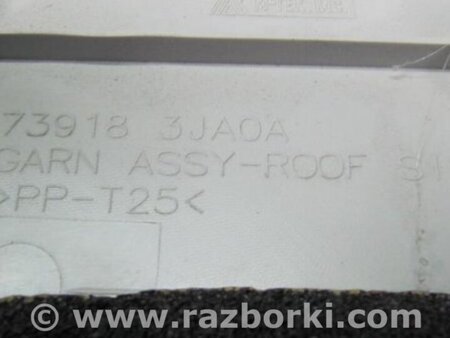 73918 3JA0A
GARN ASSY-ROOF
>PP-T25<
www.razborki.com